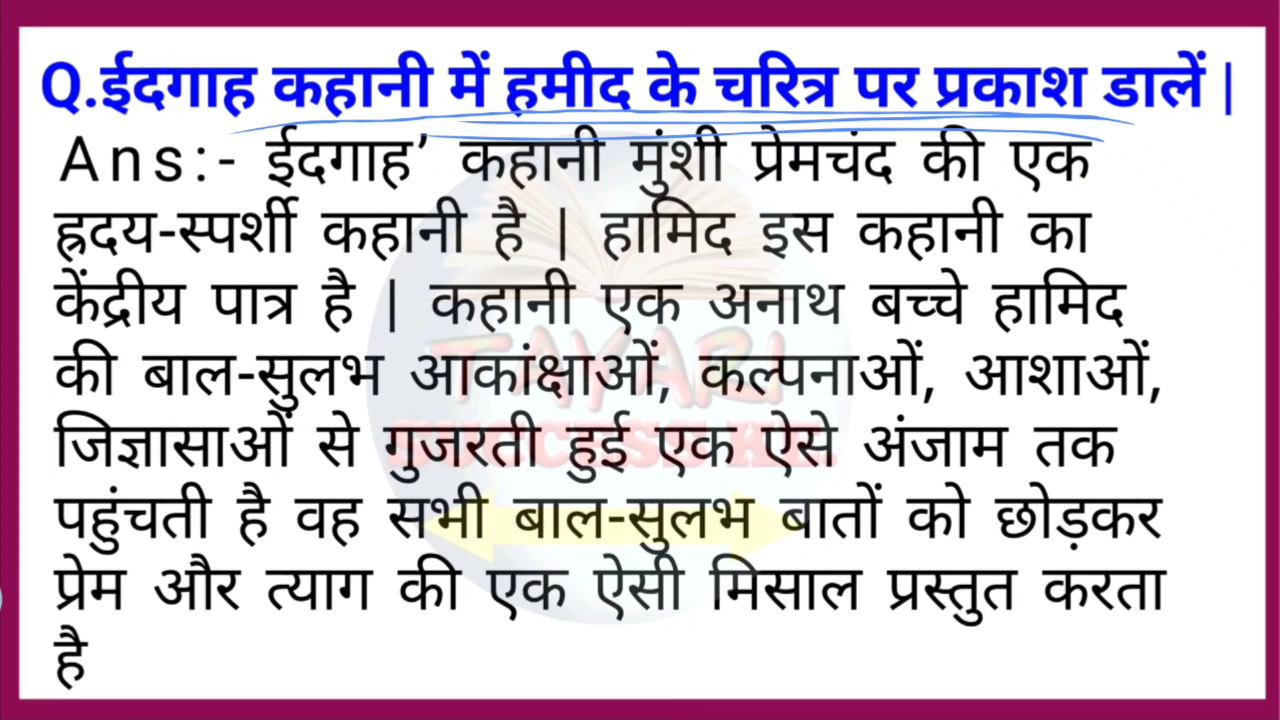 Q.ईदगाह कहानी में हमीद के चरित्र पर प्रकाश डालें |
Ans:- ईदगाह’ कहानी मुंशी प्रेमचंद की एक
ह्रदय-स्पर्शी कहानी है | हामिद इस कहानी का
केंद्रीय पात्र है | कहानी एक अनाथ बच्चे हामिद
की बाल-सुलभ आकांक्षाओं, कल्पनाओं, आशाओं,
जिज्ञासाओं से गुजरती हुई एक ऐसे अंजाम तक
पहुंचती है वह सभी बाल-सुलभ बातों को छोड़कर
प्रेम और त्याग की एक ऐसी मिसाल प्रस्तुत करता
है
TAYARI